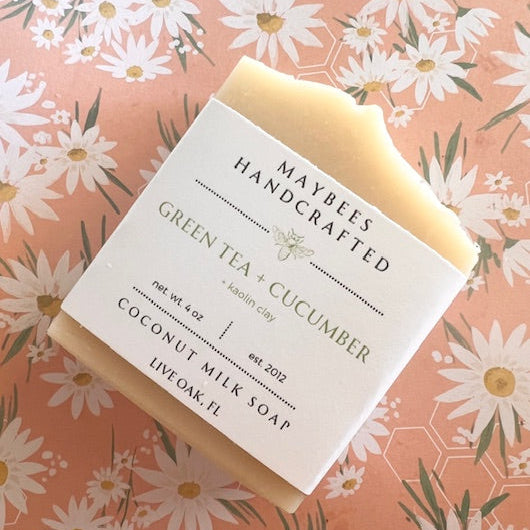 MAYBEES
HANDCRAFTED
GREEN TEA + CUCUMBER
+ kaolin clay
net. wt. 4 oz
est. 2012
COCONUT MILK SOAP
LIVE OAK, FL